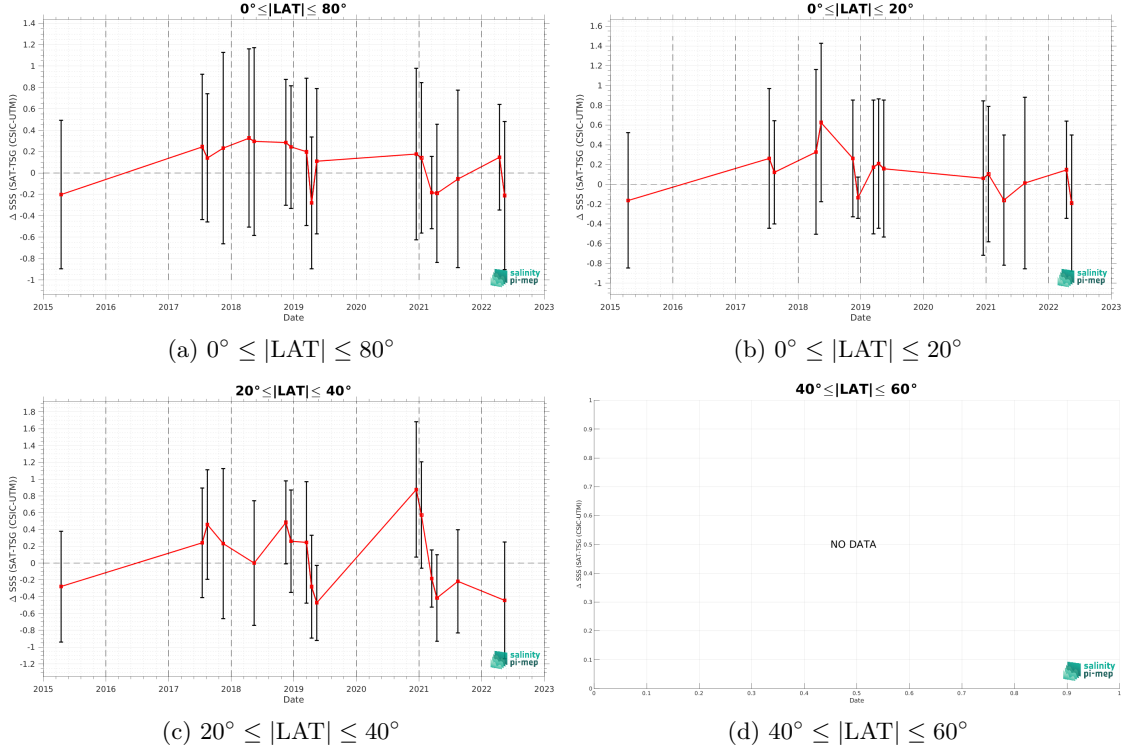 0°≤|LAT|≤ 80°
Δ SSS (SAT-TSG (CSIC-UTM))
1.4
1.2
1
0.8
0.6
0.4
0.2
0
-0.2
-0.4
-0.6
-0.8
-1
2015 2016 2017 2018 2019 2020 2021 2022 2023
Date
salinity
pi-mep
(a) 0° ≤ |LAT| ≤ 80°
0°≤|LAT|≤ 20°
Δ SSS (SAT-TSG (CSIC-UTM))
1.6
1.4
1.2
1
0.8
0.6
0.4
0.2
0
-0.2
-0.4
-0.6
-0.8
-1
2015 2016 2017 2018 2019 2020 2021 2022 2023
Date
salinity
pi-mep
(b) 0° ≤ |LAT| ≤ 20°
20°≤|LAT|≤ 40°
Δ SSS (SAT-TSG (CSIC-UTM))
1.8
1.6
1.4
1.2
1
0.8
0.6
0.4
0.2
0
-0.2
-0.4
-0.6
-0.8
-1
-1.2
2015 2016 2017 2018 2019 2020 2021 2022 2023
Date
salinity
pi-mep
(c) 20° ≤ |LAT| ≤ 40°
40°≤|LAT|≤ 60°
Δ SSS (SAT-TSG (CSIC-UTM))
1
0.9
0.8
0.7
0.6
0.5
0.4
0.3
0.2
0.1
0
NO DATA
0 0.1 0.2 0.3 0.4 0.5 0.6 0.7 0.8 0.9 1
Date
salinity
pi-mep
(d) 40° ≤ |LAT| ≤ 60°